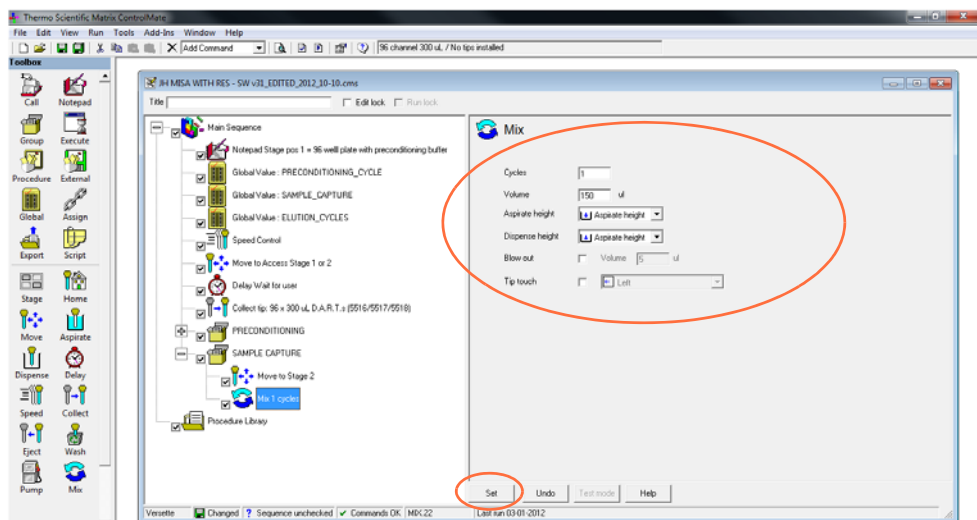 Thermo Scientific Matrix ControlMate
File Edit View Run Tools Add-Ins Window Help
Add Command
96 channel 300 uL / No tips installed
Toolbox
Call Notepad
Group Execute
Procedure External
Global Assign
Export Script
Stage Home
Move Aspirate
Dispense Delay
Speed Collect
Eject Wash
Pump Mix
JH MISA WITH RES - SW v31_EDITED_2012_10-10.cms
Title Edit lock Run lock
Main Sequence
Notepad Stage pos 1 = 96 welll plate with preconditioning buffer
Global Value : PRECONDITIONING_CYCLE
Global Value : SAMPLE_CAPTURE
Global Value : ELUTION_CYCLES
Speed Control
Move to Access Stage 1 or 2
Delay Wait for user
Collect tip: 96 x 300 uL D.A.R.T.s (5516/5517/5518)
PRECONDITIONING
SAMPLE CAPTURE
Move to Stage 2
Mix 1 cycles
Procedure Library
Mix
Cycles 1
Volume 150 ul
Aspirate height Aspirate height
Dispense height Aspirate height
Blow out Volume 5 ul
Tip touch Left
Set Undo Test mode Help
Versette Changed ? Sequence unchecked Commands OK MIX.22 Last run 03-01-2012